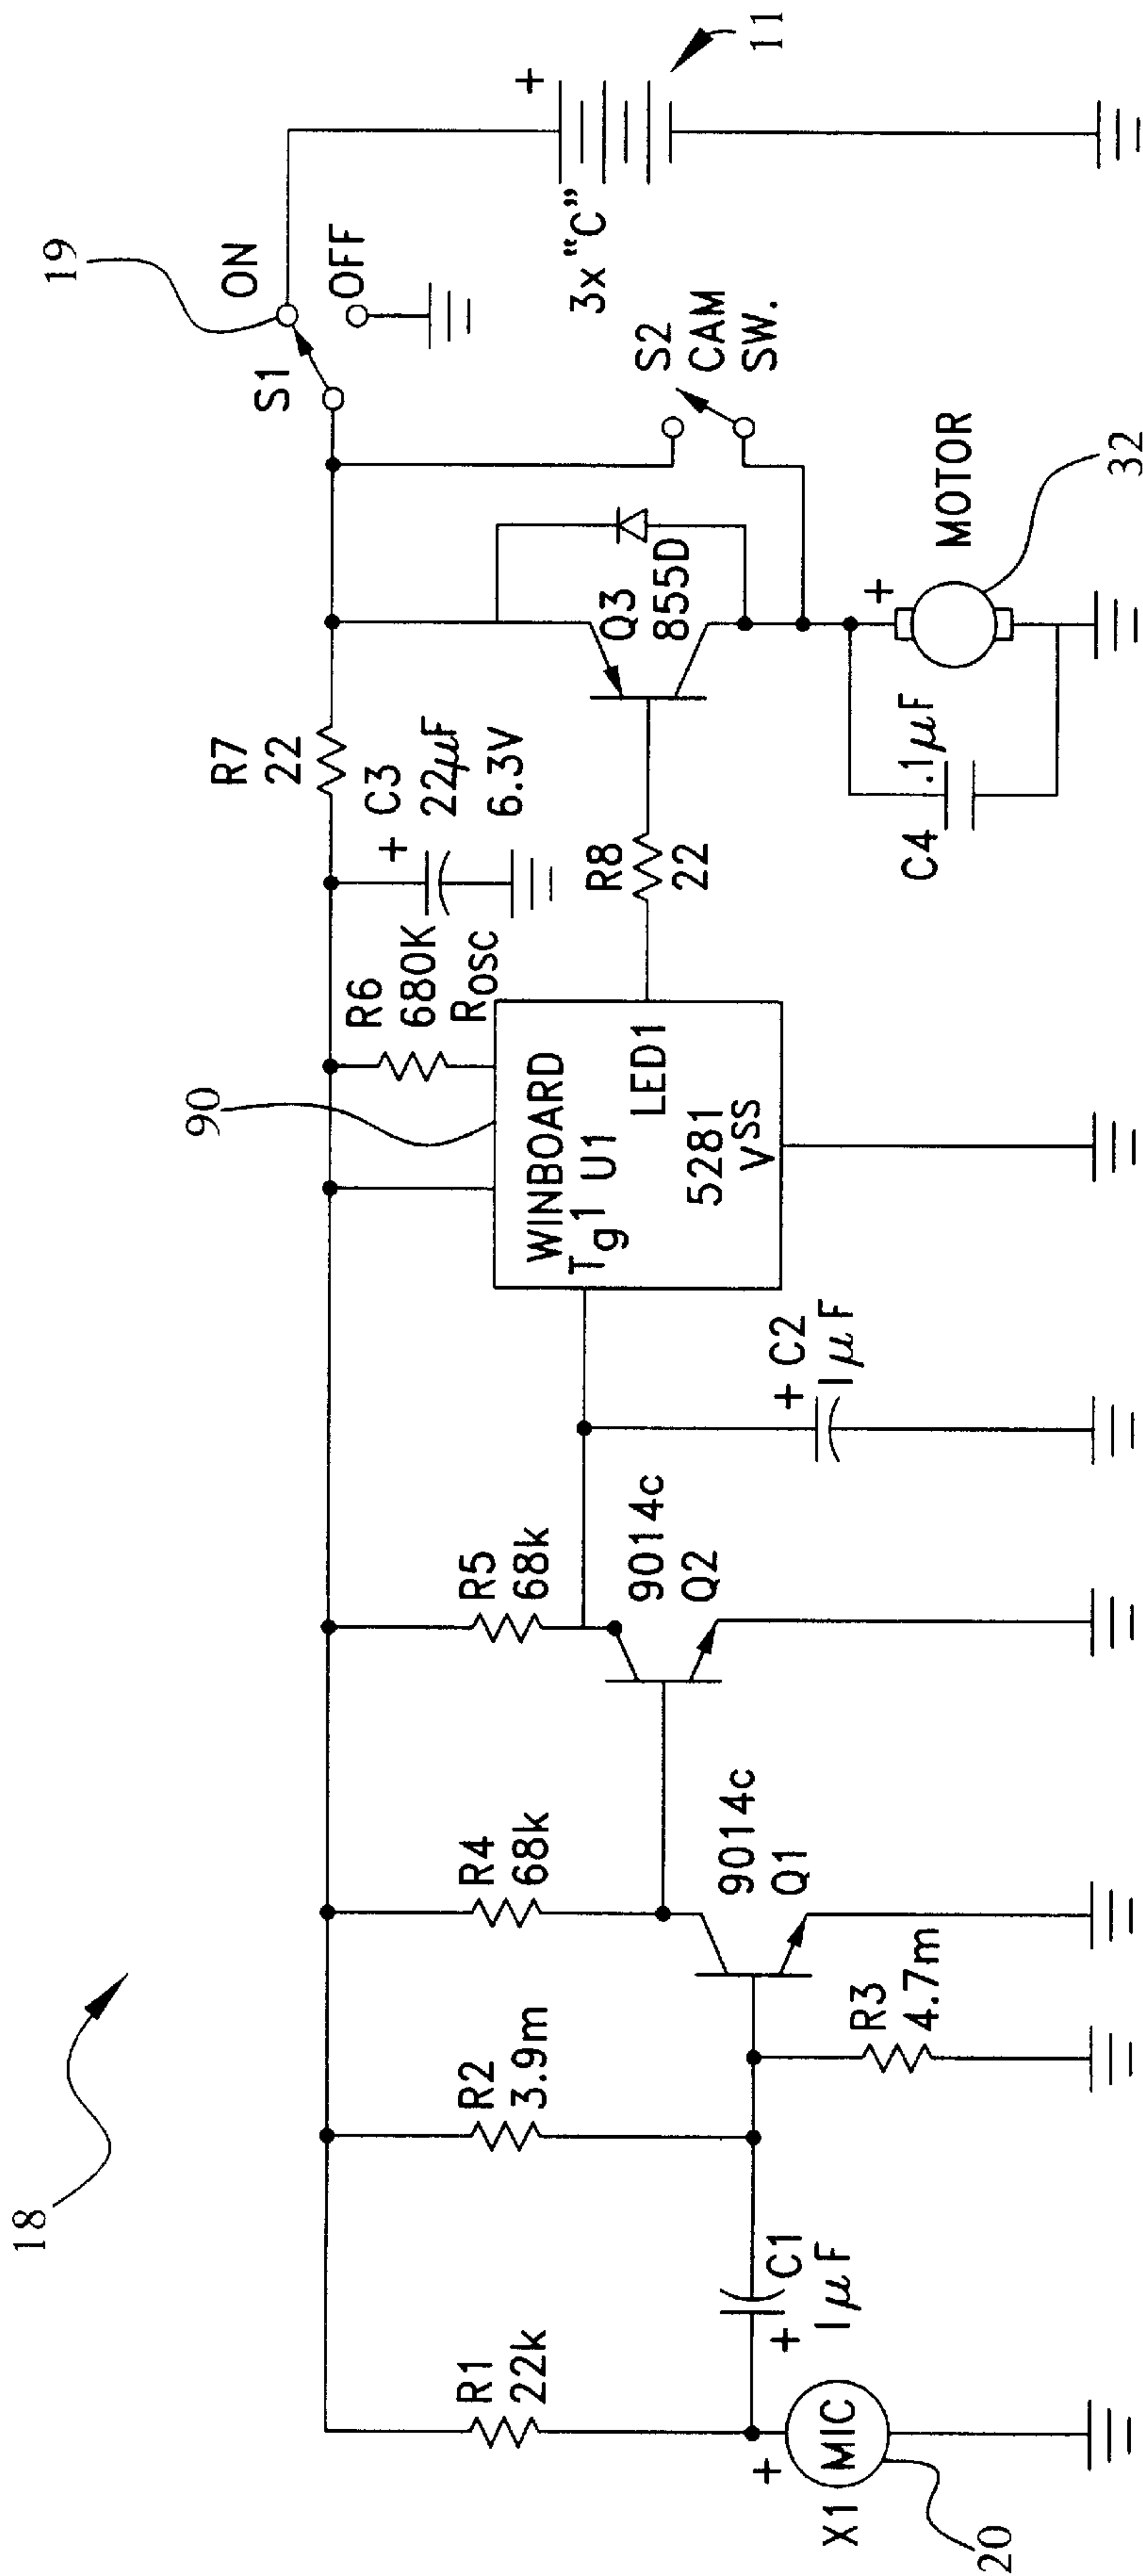 18
19
90
S1
ON
OFF
+
3x "C"
11
R1
22k
R2
3.9m
R4
68k
R5
68k
R6
680K
ROSC
R7
22
+ C3
22µF
6.3V
WINBOARD
Tg1 U1
LED1
5281
VSS
R8
22
Q3
855D
S2
CAM
SW.
9014c
Q2
9014c
Q1
+ C2
1µF
+ C1
1µF
R3
4.7m
C4 .1µF
+
MOTOR
32
+
X1 MIC
20